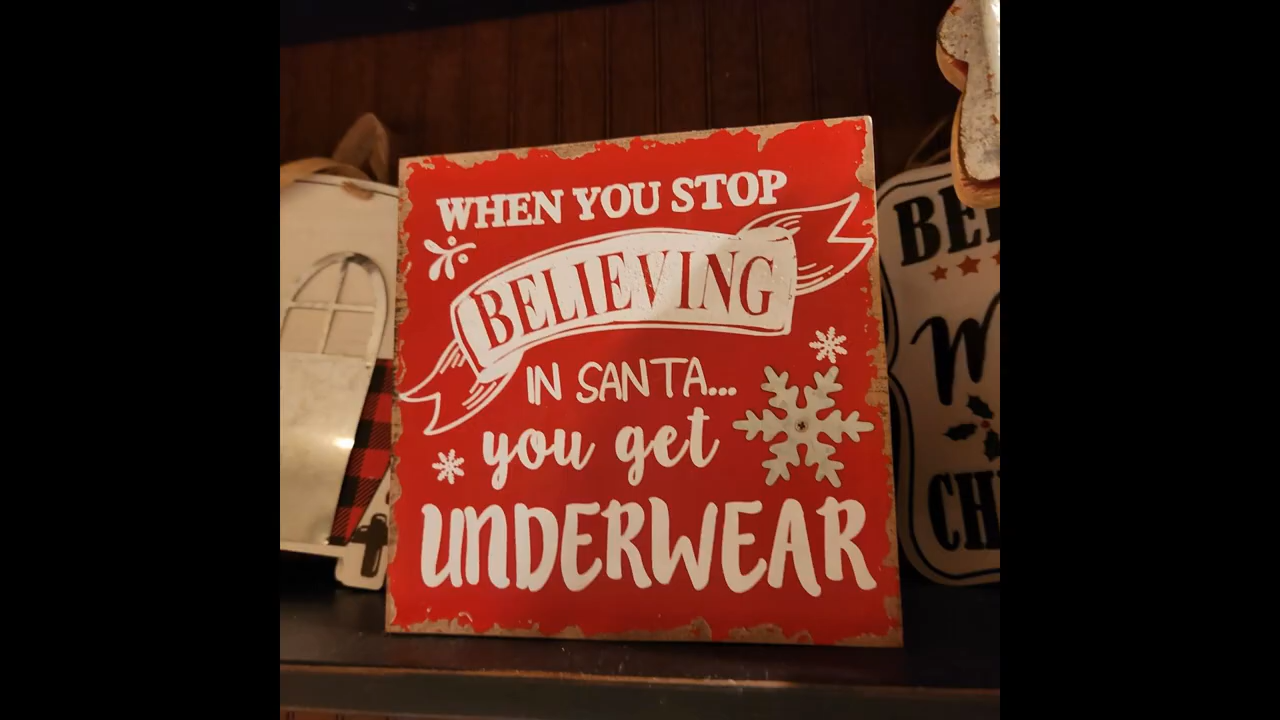 WHEN YOU STOP
BELIEVING
IN SANTA...
you get
UNDERWEAR